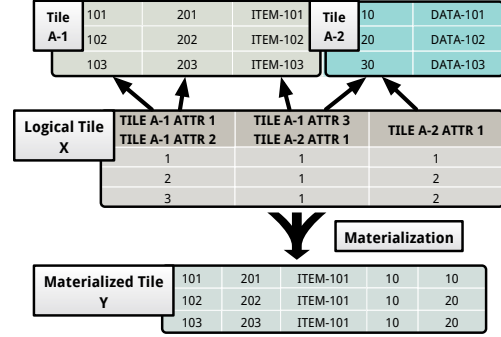 Tile
A-1
101 201 ITEM-101
102 202 ITEM-102
103 203 ITEM-103
Tile
A-2
10 DATA-101
20 DATA-102
30 DATA-103
Logical Tile
X
TILE A-1 ATTR 1
TILE A-1 ATTR 2
TILE A-1 ATTR 3
TILE A-2 ATTR 1
TILE A-2 ATTR 1
1 1 1
2 1 2
3 1 2
Materialization
Materialized Tile
Y
101 201 ITEM-101 10 10
102 202 ITEM-101 10 20
103 203 ITEM-101 10 20